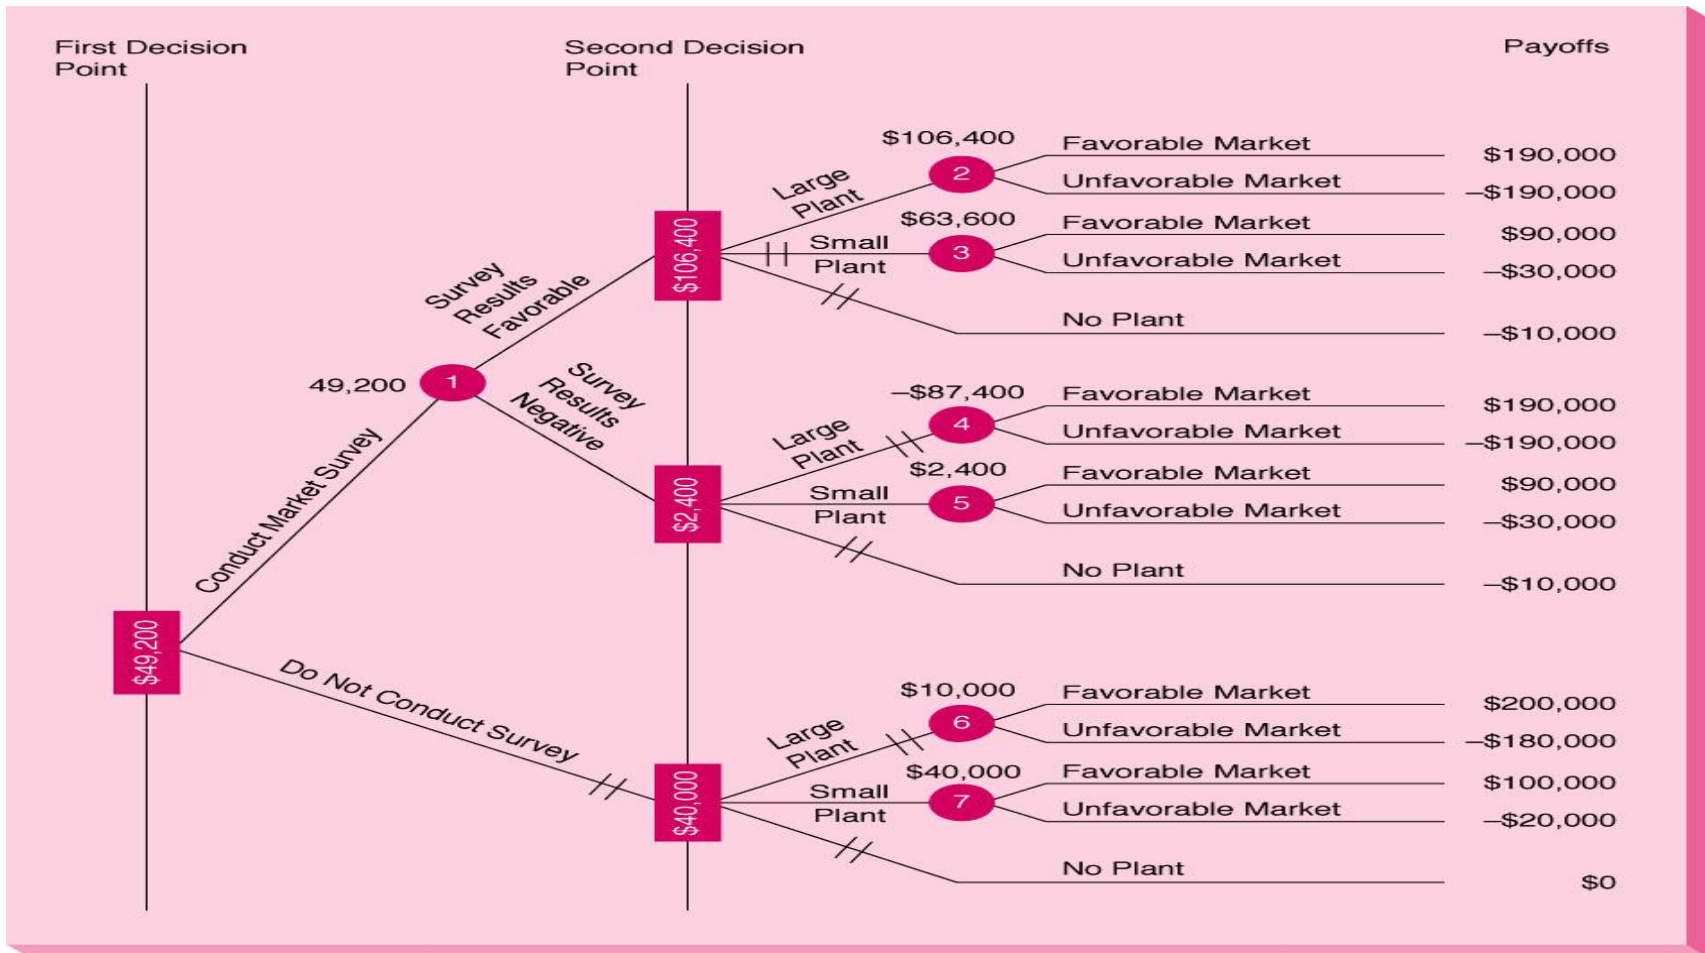 First Decision
Point
Second Decision
Point
Payoffs
$106,400
Large
Plant
2
Favorable Market
$190,000
Unfavorable Market
–$190,000
$106,400
$63,600
Small
Plant
3
Favorable Market
$90,000
Unfavorable Market
–$30,000
No Plant
–$10,000
Survey
Results
Favorable
49,200
1
Survey
Results
Negative
–$87,400
Large
Plant
4
Favorable Market
$190,000
Unfavorable Market
–$190,000
$2,400
$2,400
Small
Plant
5
Favorable Market
$90,000
Unfavorable Market
–$30,000
No Plant
–$10,000
Conduct Market Survey
$49,200
Do Not Conduct Survey
$10,000
Large
Plant
6
Favorable Market
$200,000
Unfavorable Market
–$180,000
$40,000
$40,000
Small
Plant
7
Favorable Market
$100,000
Unfavorable Market
–$20,000
No Plant
$0